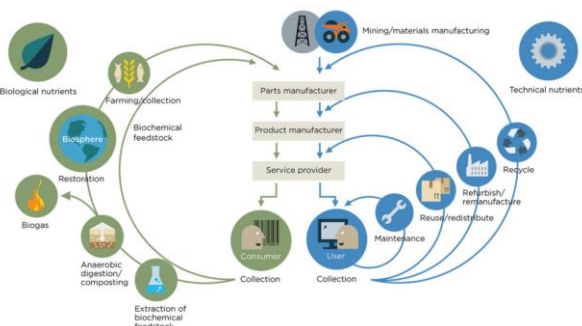 Mining/materials manufacturing
Biological nutrients
Technical nutrients
Farming/collection
Parts manufacturer
Biochemical
feedstock
Product manufacturer
Biosphere
Restoration
Service provider
Recycle
Refurbish/
remanufacture
Reuse/redistribute
Biogas
Maintenance
Consumer
User
Anaerobic
digestion/
composting
Collection
Collection
Extraction of
biochemical
feedstock